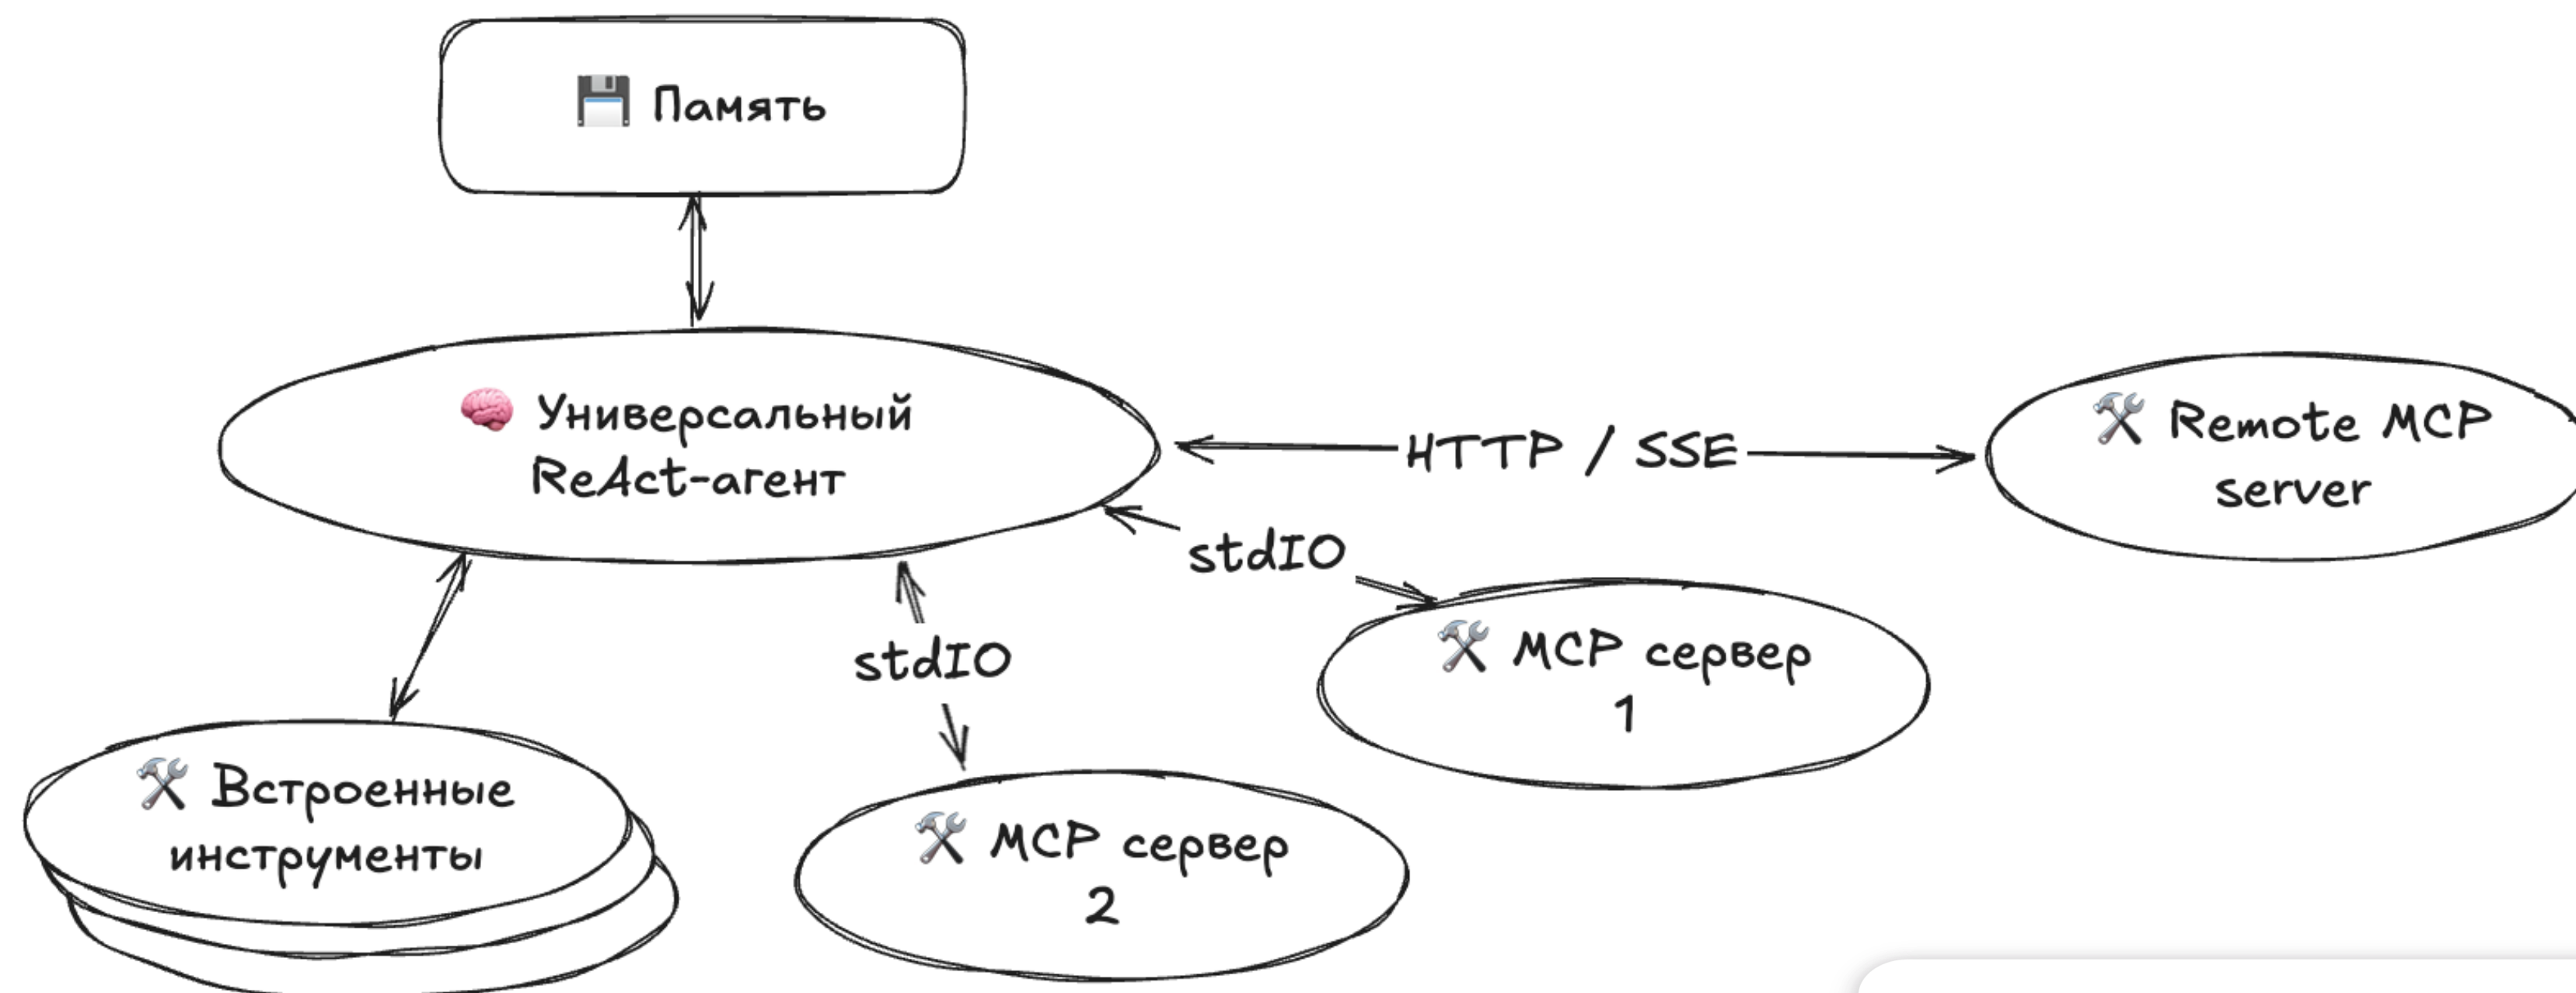 💾 Память
🧠 Универсальный
ReAct-агент
HTTP / SSE
🛠️ Remote MCP
server
stdIO
🛠️ MCP сервер
1
stdIO
🛠️ Встроенные
инструменты
🛠️ MCP сервер
2